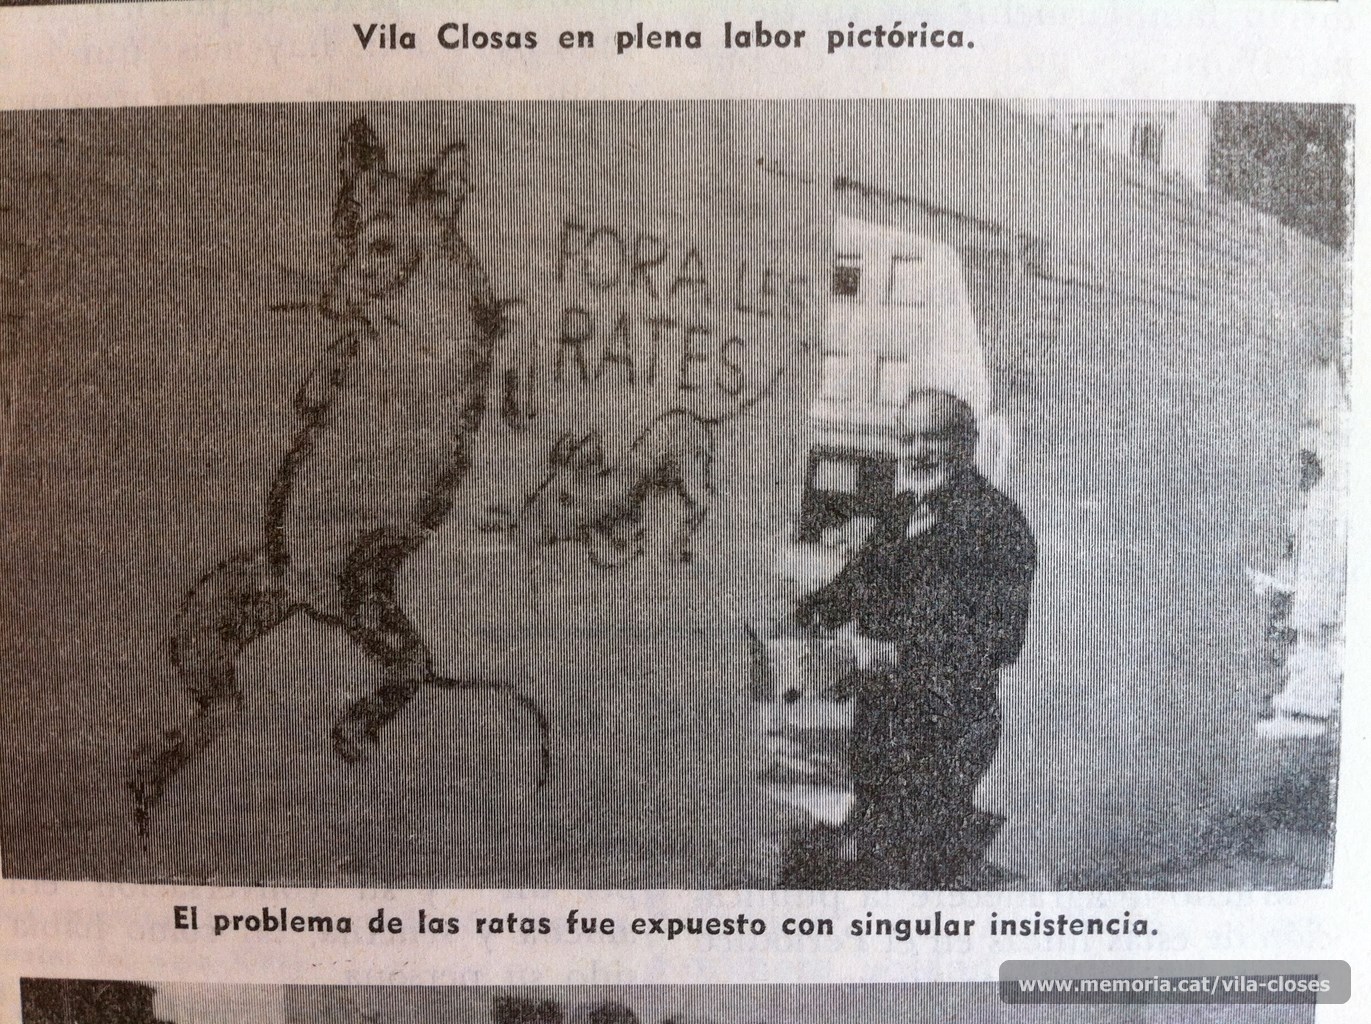 Vila Closas en plena labor pictórica.
FORA LES
RATES
El problema de las ratas fue expuesto con singular insistencia.
www.memoria.cat/vila-closes